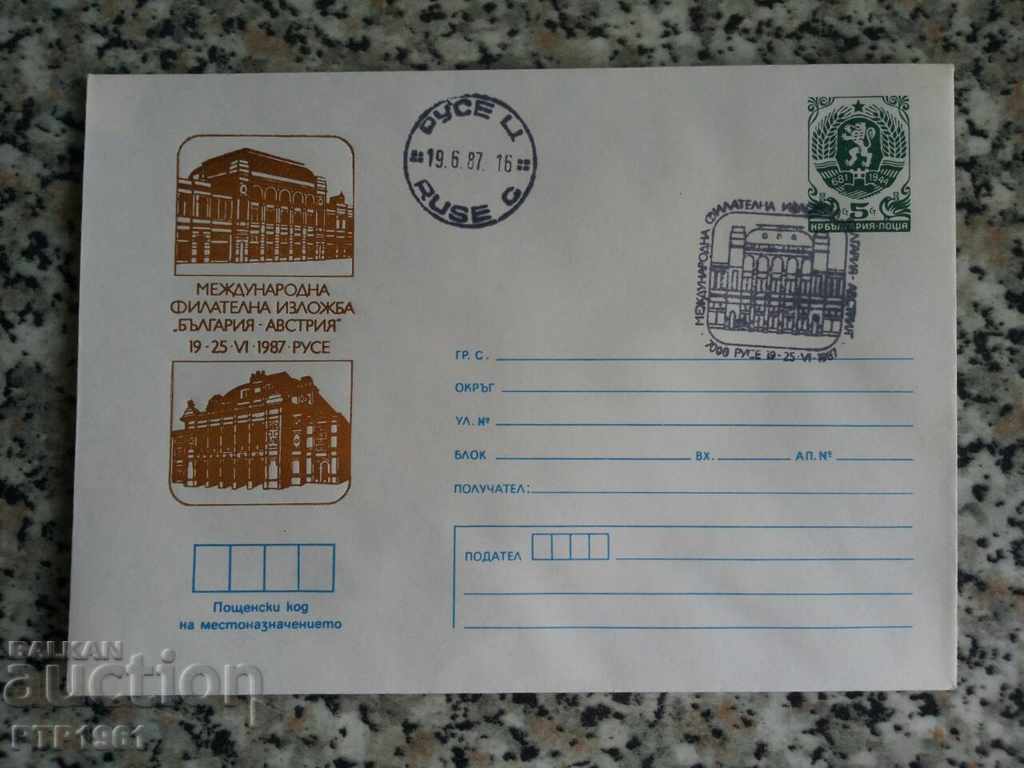 РУСЕ Ц
19.6.87. 16
RUSE C
681 1944
5
НР БЪЛГАРИЯ·ПОЩА
МЕЖДУНАРОДНА ФИЛАТЕЛНА ИЗЛОЖБА
7000 РУСЕ 19-25·VI·1987
МЕЖДУНАРОДНА
ФИЛАТЕЛНА ИЗЛОЖБА
„БЪЛГАРИЯ - АВСТРИЯ"
19-25·VI·1987·РУСЕ
ГР. С.
ОКРЪГ
УЛ. №
БЛОК ВХ. АП. №
ПОЛУЧАТЕЛ:
ПОДАТЕЛ
Пощенски код
на местоназначението
BALKAN
auction
PTP1961